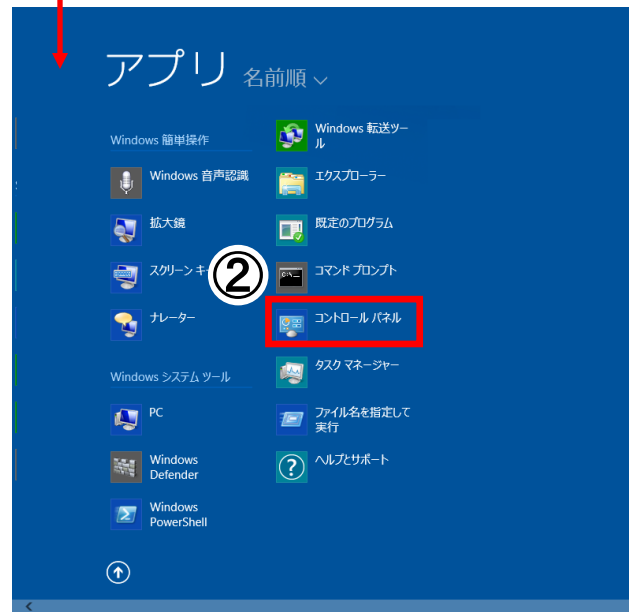 アプリ 名前順
Windows 簡単操作
Windows 音声認識
拡大鏡
スクリーン キー
ナレーター
Windows システム ツール
PC
Windows
Defender
Windows
PowerShell
Windows 転送ツー
ル
エクスプローラー
既定のプログラム
コマンド プロンプト
②
コントロール パネル
タスク マネージャー
ファイル名を指定して
実行
ヘルプとサポート